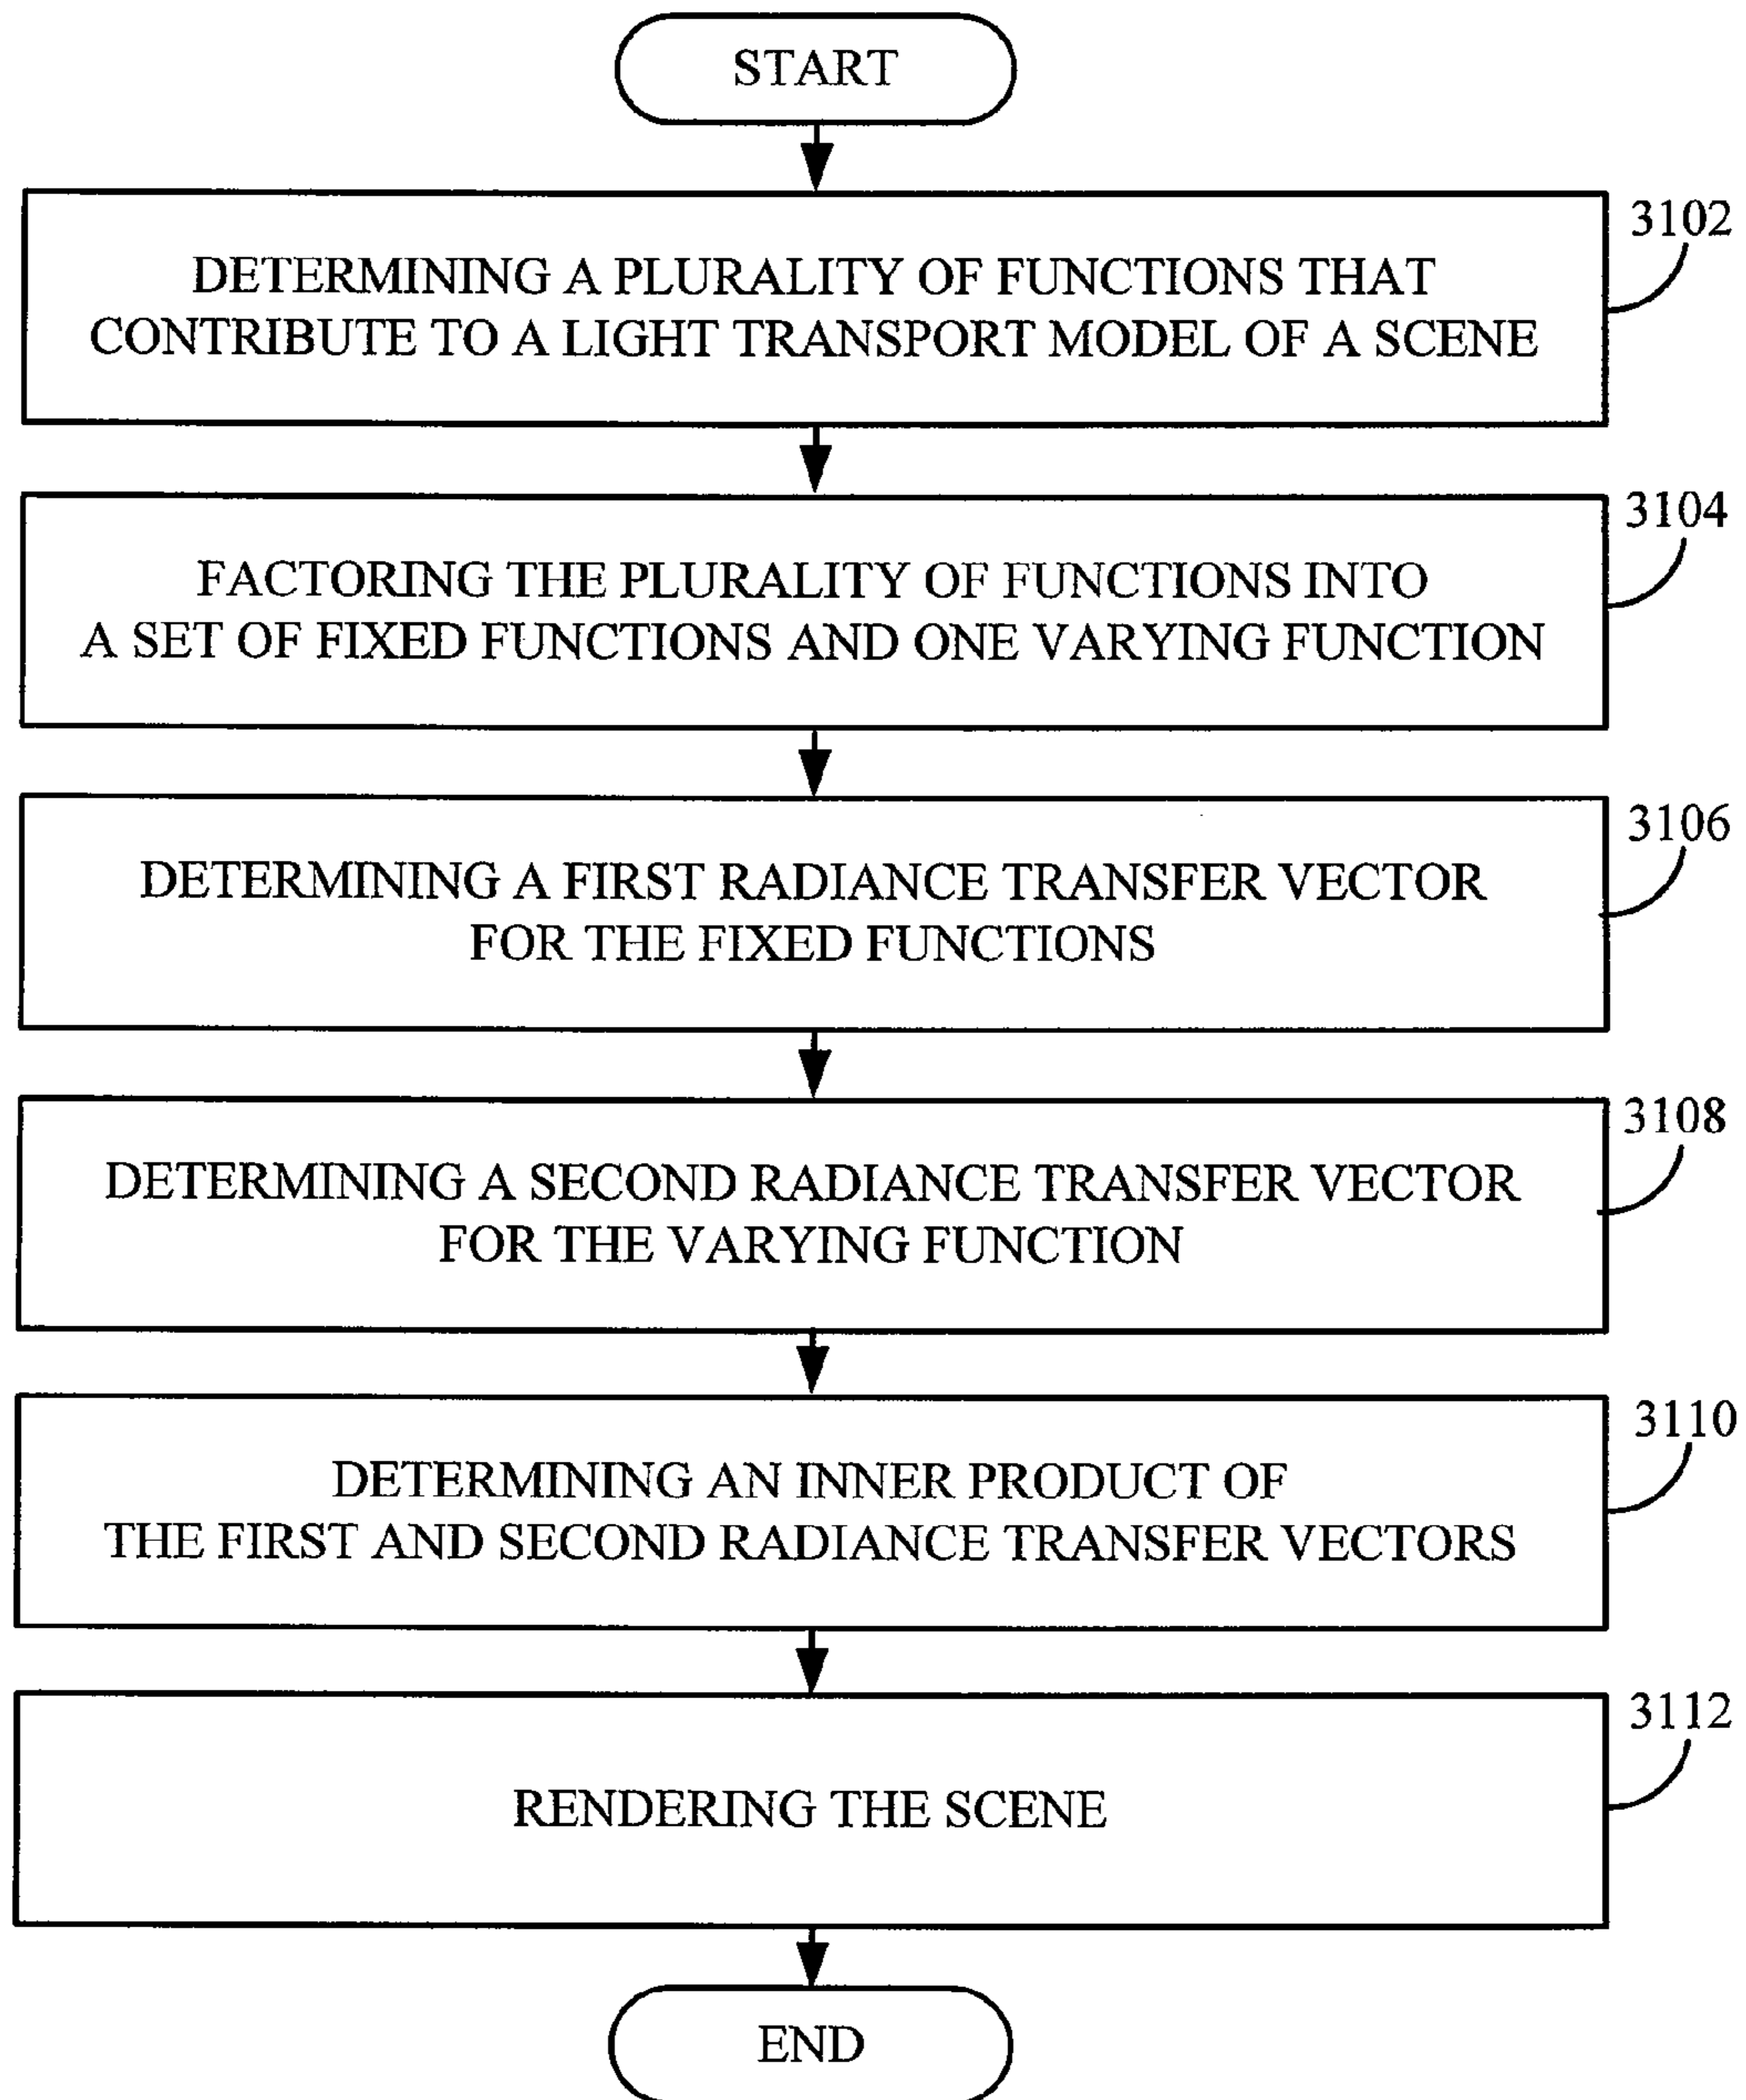 START
3102
DETERMINING A PLURALITY OF FUNCTIONS THAT
CONTRIBUTE TO A LIGHT TRANSPORT MODEL OF A SCENE
3104
FACTORING THE PLURALITY OF FUNCTIONS INTO
A SET OF FIXED FUNCTIONS AND ONE VARYING FUNCTION
3106
DETERMINING A FIRST RADIANCE TRANSFER VECTOR
FOR THE FIXED FUNCTIONS
3108
DETERMINING A SECOND RADIANCE TRANSFER VECTOR
FOR THE VARYING FUNCTION
3110
DETERMINING AN INNER PRODUCT OF
THE FIRST AND SECOND RADIANCE TRANSFER VECTORS
3112
RENDERING THE SCENE
END